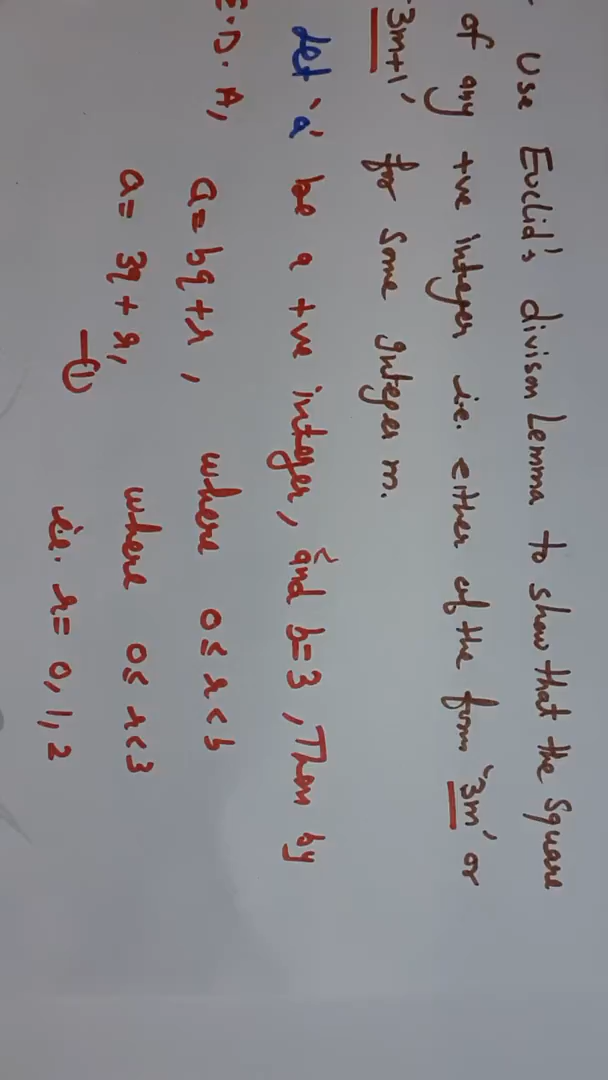 Use Euclid's divison Lemma to show that the Square
of any +ve integer i.e. either of the form '3m' or
'3m+1' for some integer m.
Let 'a' be a +ve integer, and b=3, Then by
E.D.A,
a = bq + r, where 0 ≤ r < b
a = 3q + r, where 0 ≤ r < 3
—① i.e. r = 0, 1, 2